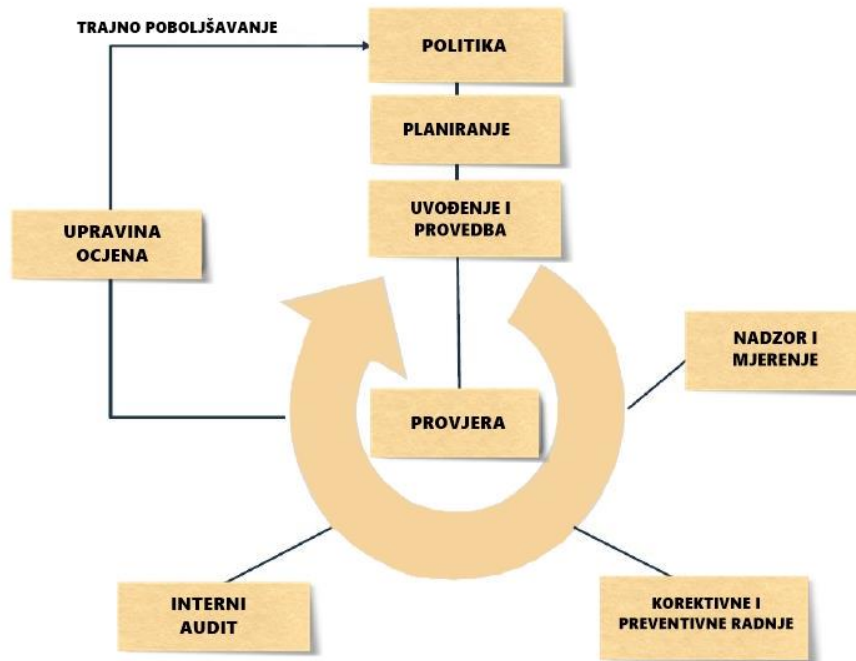 TRAJNO POBOLJŠAVANJE
POLITIKA
PLANIRANJE
UVOĐENJE I
PROVEDBA
UPRAVINA
OCJENA
NADZOR I
MJERENJE
PROVJERA
INTERNI
AUDIT
KOREKTIVNE I
PREVENTIVNE RADNJE